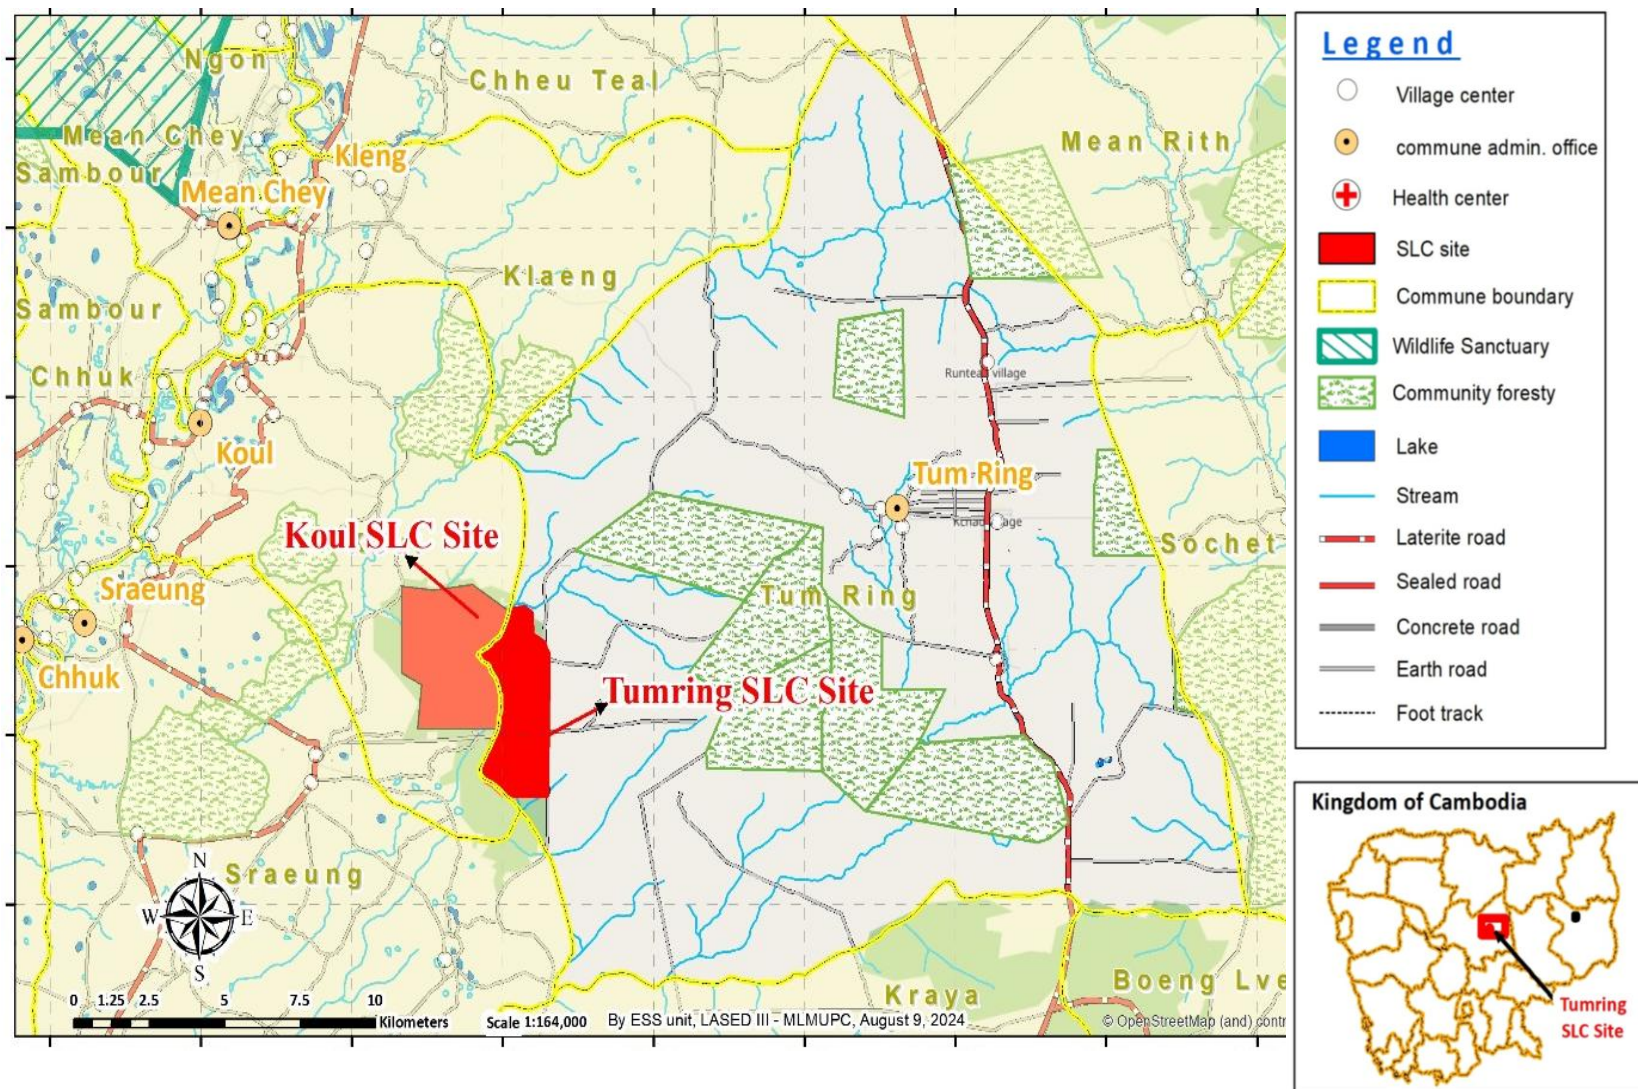 Ngon
Chheu Teal
Mean Chey
Sambour
Kleng
Mean Chey
Mean Rith
Klaeng
Sambour
Chhuk
Runteah village
Koul
Tum Ring
Koul SLC Site
Sochet
Sraeung
Tum Ring
Chhuk
Tumring SLC Site
Sraeung
N
W E
S
Kraya
Boeng Lve
0 1.25 2.5 5 7.5 10
Kilometers
Scale 1:164,000
By ESS unit, LASED III - MLMUPC, August 9, 2024
© OpenStreetMap (and) contr
Legend
Village center
commune admin. office
Health center
SLC site
Commune boundary
Wildlife Sanctuary
Community foresty
Lake
Stream
Laterite road
Sealed road
Concrete road
Earth road
Foot track
Kingdom of Cambodia
Tumring
SLC Site